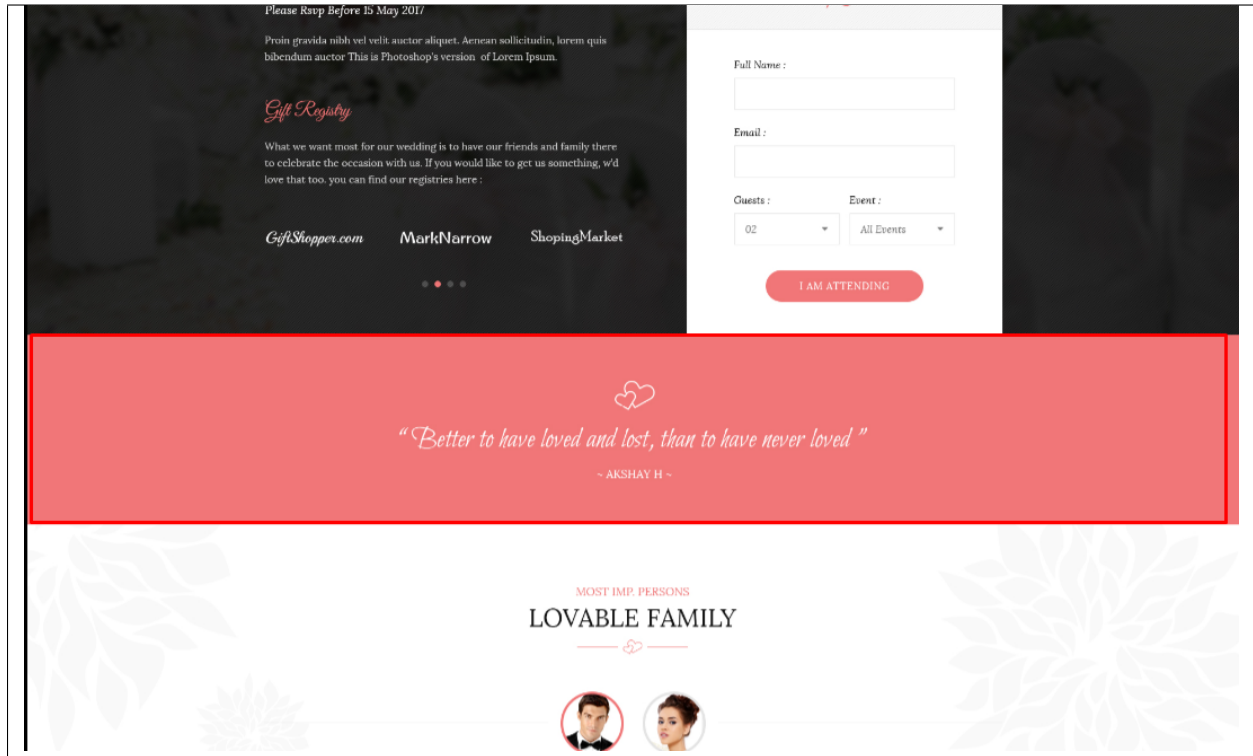 Please Rsvp Before 15 May 2017
Proin gravida nibh vel velit auctor aliquet. Aenean sollicitudin, lorem quis
bibendum auctor This is Photoshop's version of Lorem Ipsum.
Gift Registry
What we want most for our wedding is to have our friends and family there
to celebrate the occasion with us. If you would like to get us something, w'd
love that too. you can find our registries here :
GiftShopper.com
MarkNarrow
ShopingMarket
Full Name :
Email :
Guests :
Event :
02
All Events
I AM ATTENDING
“ Better to have loved and lost, than to have never loved ”
~ AKSHAY H ~
MOST IMP. PERSONS
LOVABLE FAMILY